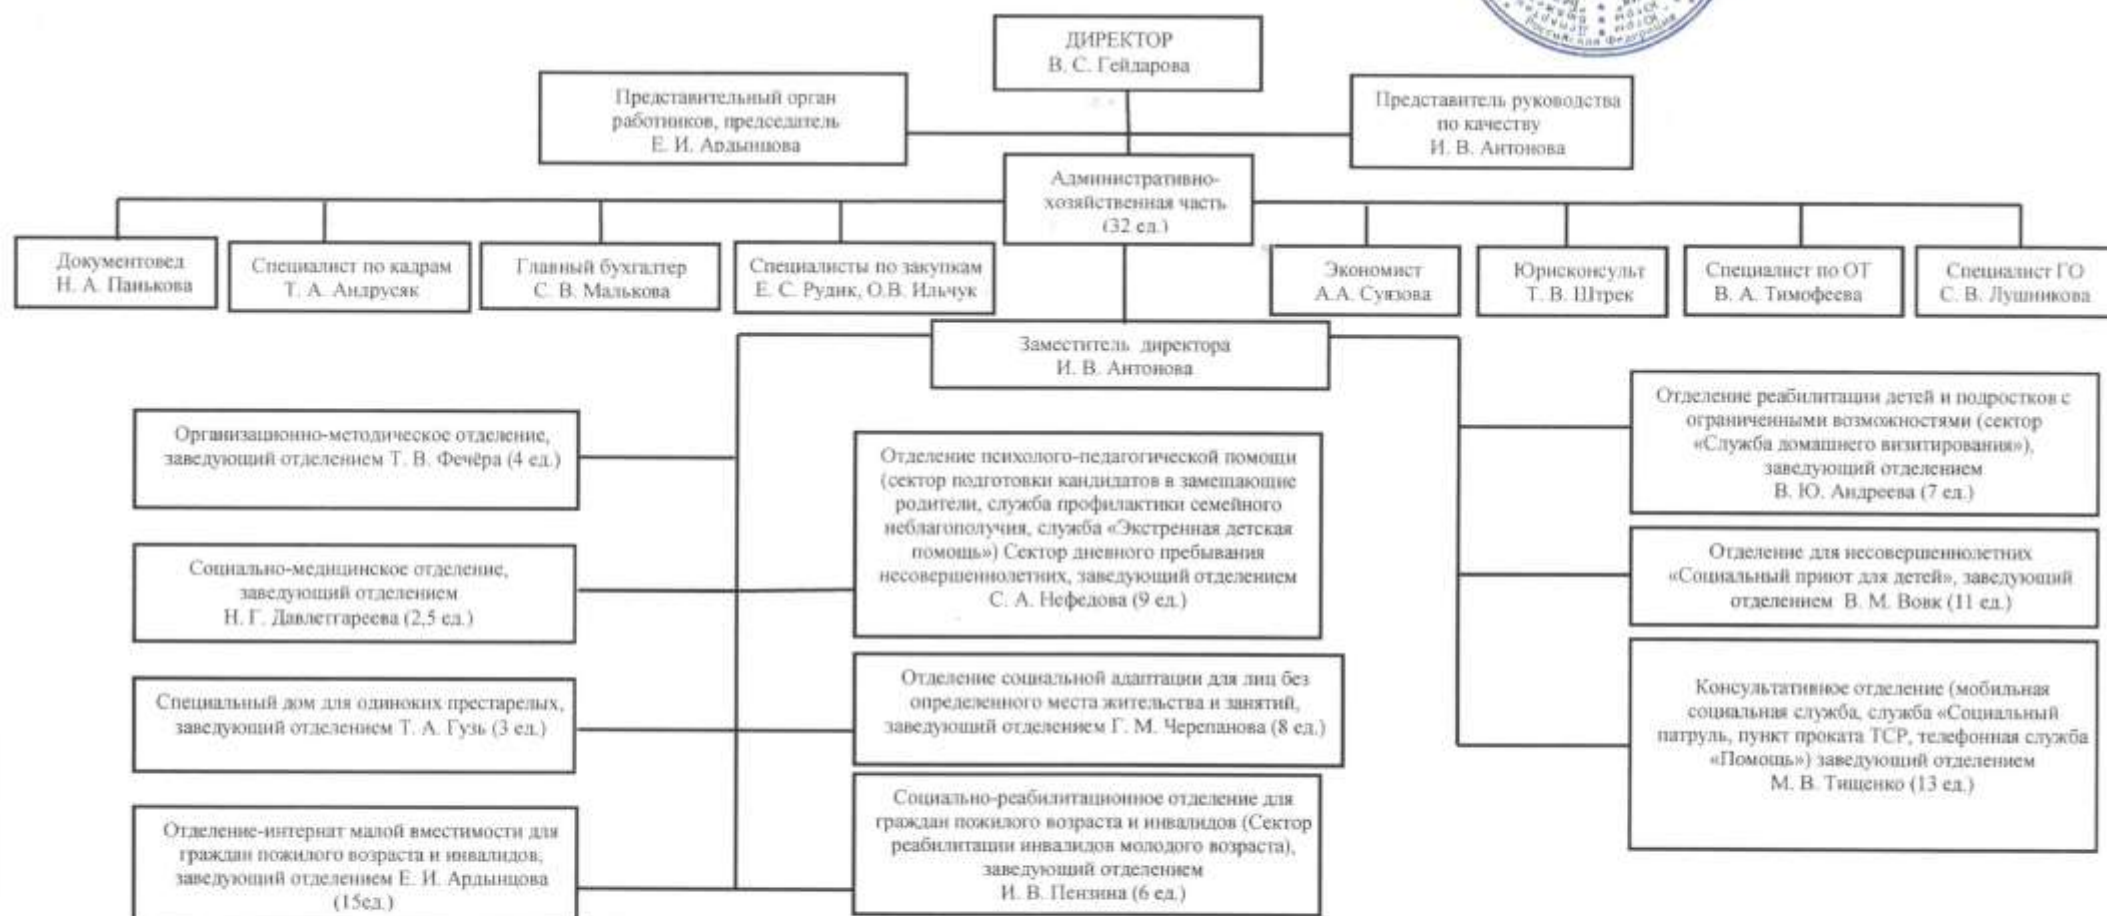 Российская Федерация
ДИРЕКТОР
В. С. Гейдарова
Представительный орган
работников, председатель
Е. И. Ардынцова
Представитель руководства
по качеству
И. В. Антонова
Административно-
хозяйственная часть
(32 ед.)
Документовед
Н. А. Панькова
Специалист по кадрам
Т. А. Андрусяк
Главный бухгалтер
С. В. Малькова
Специалисты по закупкам
Е. С. Рудик, О.В. Ильчук
Экономист
А.А. Суязова
Юрисконсульт
Т. В. Штрек
Специалист по ОТ
В. А. Тимофеева
Специалист ГО
С. В. Лушникова
Заместитель директора
И. В. Антонова
Организационно-методическое отделение,
заведующий отделением Т. В. Фечёра (4 ед.)
Социально-медицинское отделение,
заведующий отделением
Н. Г. Давлетгареева (2,5 ед.)
Специальный дом для одиноких престарелых,
заведующий отделением Т. А. Гузь (3 ед.)
Отделение-интернат малой вместимости для
граждан пожилого возраста и инвалидов,
заведующий отделением Е. И. Ардынцова
(15ед.)
Отделение психолого-педагогической помощи
(сектор подготовки кандидатов в замещающие
родители, служба профилактики семейного
неблагополучия, служба «Экстренная детская
помощь») Сектор дневного пребывания
несовершеннолетних, заведующий отделением
С. А. Нефедова (9 ед.)
Отделение социальной адаптации для лиц без
определенного места жительства и занятий,
заведующий отделением Г. М. Черепанова (8 ед.)
Социально-реабилитационное отделение для
граждан пожилого возраста и инвалидов (Сектор
реабилитации инвалидов молодого возраста),
заведующий отделением
И. В. Пензина (6 ед.)
Отделение реабилитации детей и подростков с
ограниченными возможностями (сектор
«Служба домашнего визитирования»),
заведующий отделением
В. Ю. Андреева (7 ед.)
Отделение для несовершеннолетних
«Социальный приют для детей», заведующий
отделением В. М. Вовк (11 ед.)
Консультативное отделение (мобильная
социальная служба, служба «Социальный
патруль, пункт проката ТСР, телефонная служба
«Помощь») заведующий отделением
М. В. Тищенко (13 ед.)